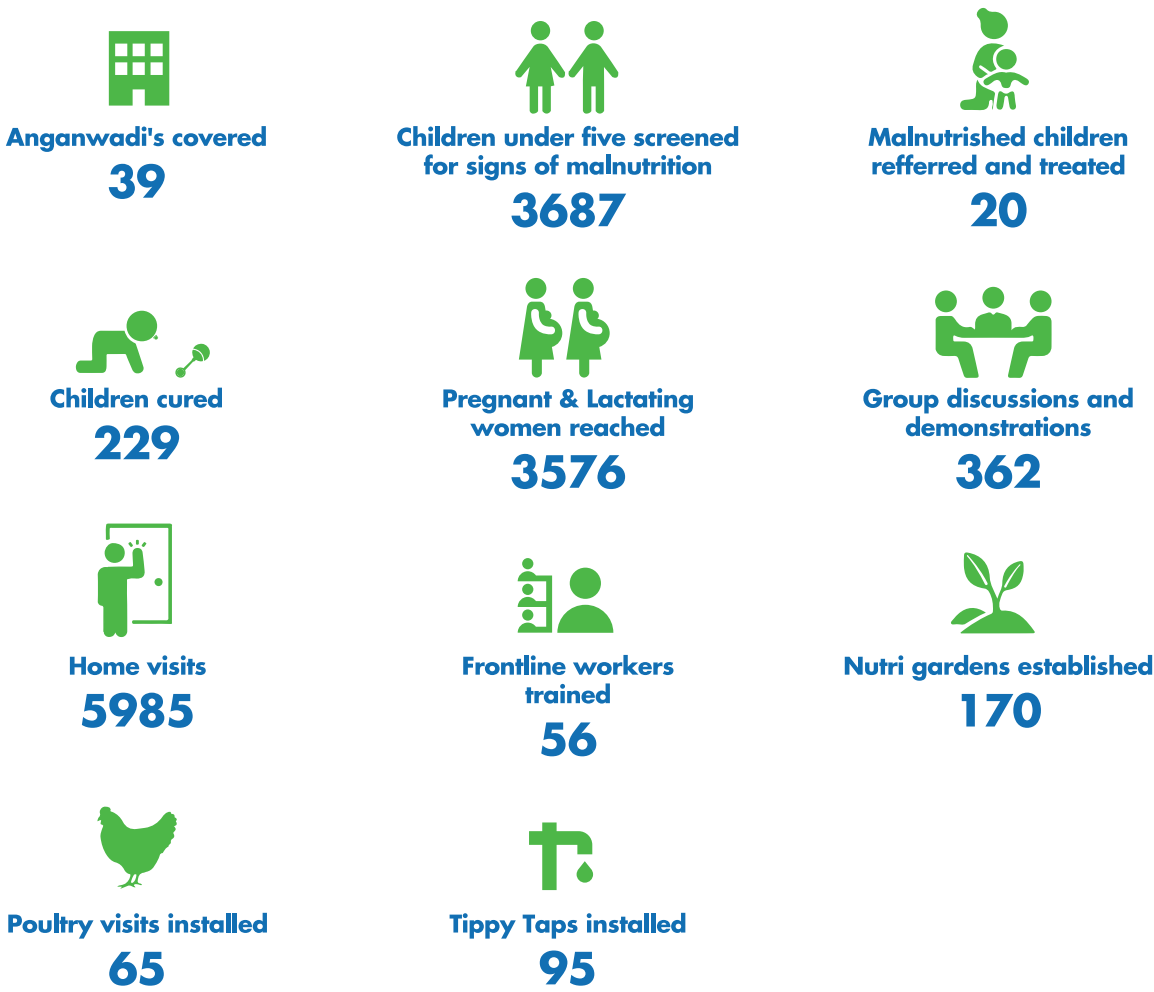 Anganwadi's covered
39
Children under five screened
for signs of malnutrition
3687
Malnutrished children
refferred and treated
20
Children cured
229
Pregnant & Lactating
women reached
3576
Group discussions and
demonstrations
362
Home visits
5985
Frontline workers
trained
56
Nutri gardens established
170
Poultry visits installed
65
Tippy Taps installed
95